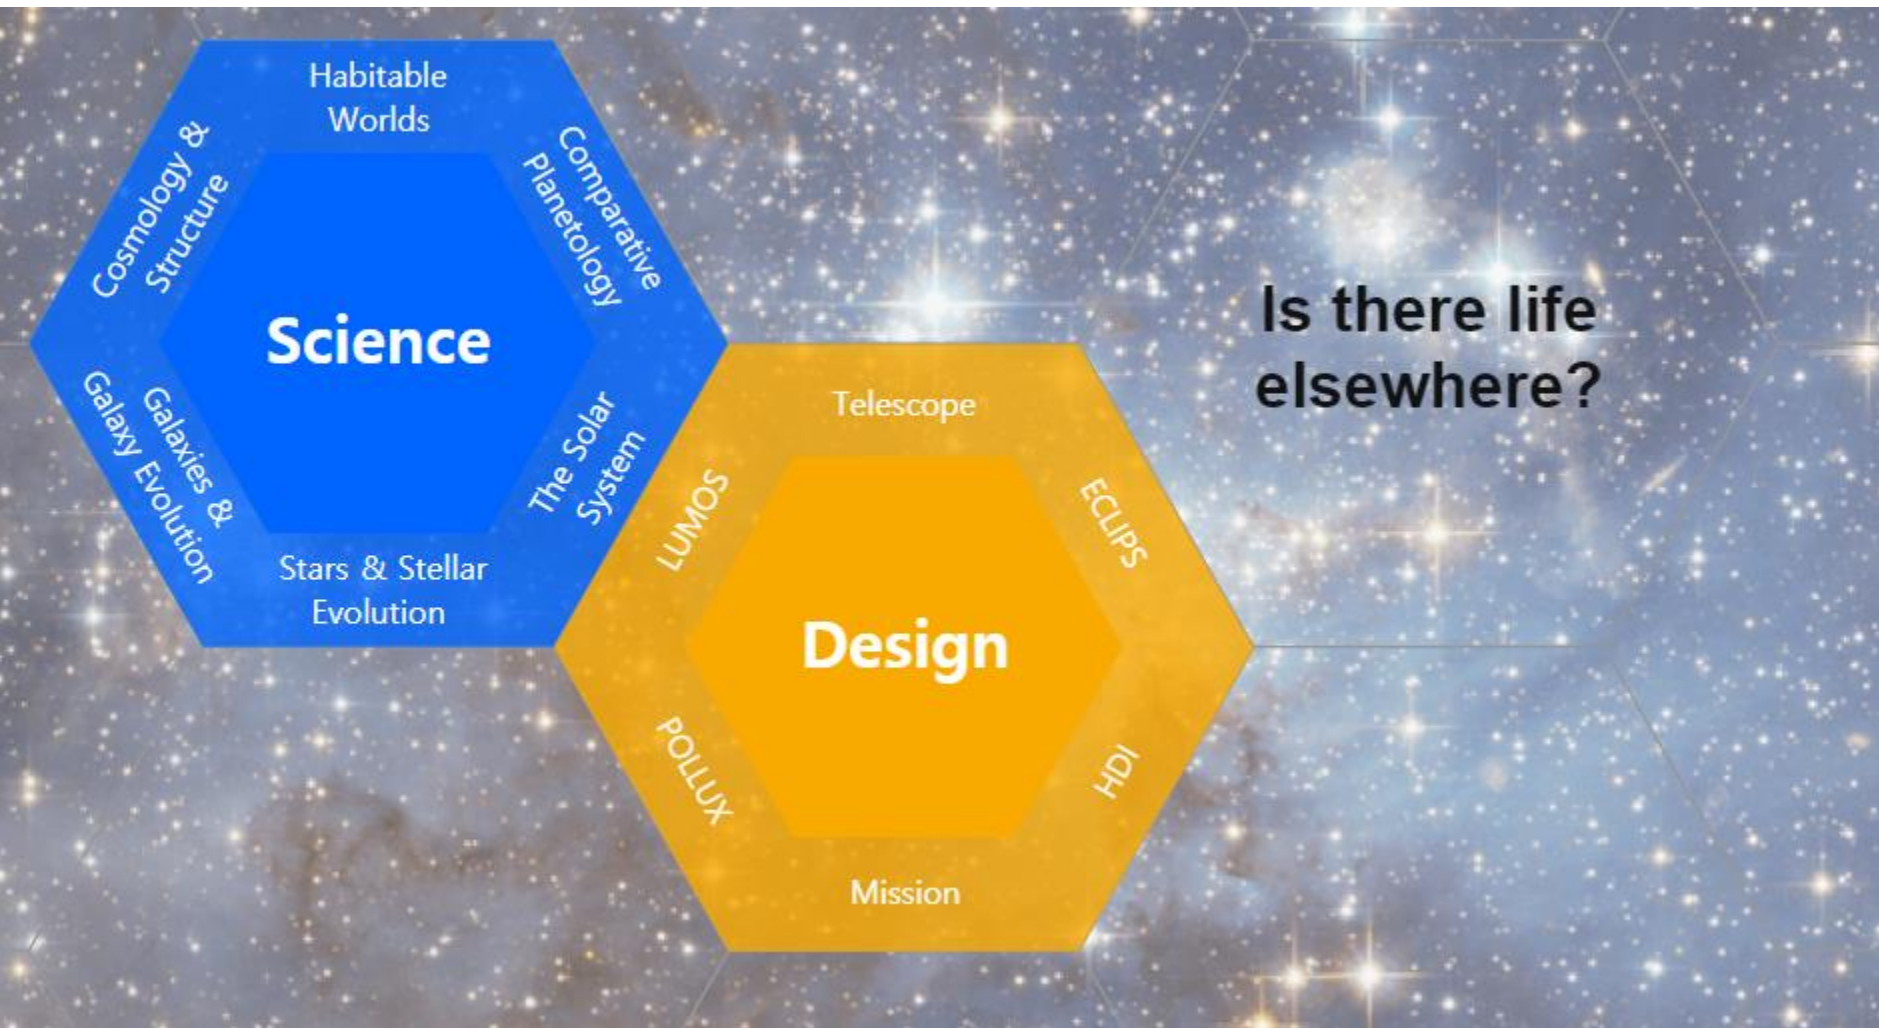 Habitable
Worlds
Comparative
Planetology
The Solar
System
Stars & Stellar
Evolution
Galaxies &
Galaxy Evolution
Cosmology &
Structure
Science
Telescope
ECLIPS
HDI
Mission
POLLUX
LUMOS
Design
Is there life
elsewhere?